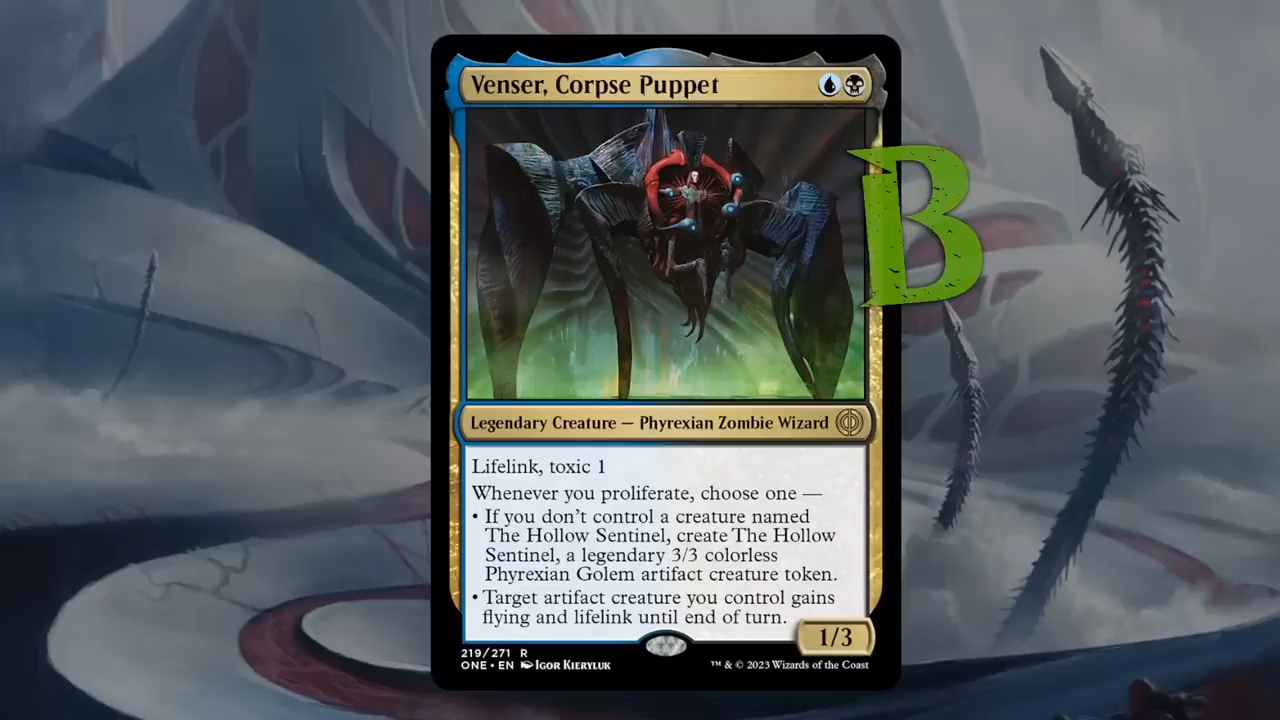 Venser, Corpse Puppet
B
Legendary Creature — Phyrexian Zombie Wizard
Lifelink, toxic 1
Whenever you proliferate, choose one —
• If you don't control a creature named
The Hollow Sentinel, create The Hollow
Sentinel, a legendary 3/3 colorless
Phyrexian Golem artifact creature token.
• Target artifact creature you control gains
flying and lifelink until end of turn.
1/3
219/271 R
ONE • EN Igor Kieryluk
™ & © 2023 Wizards of the Coast